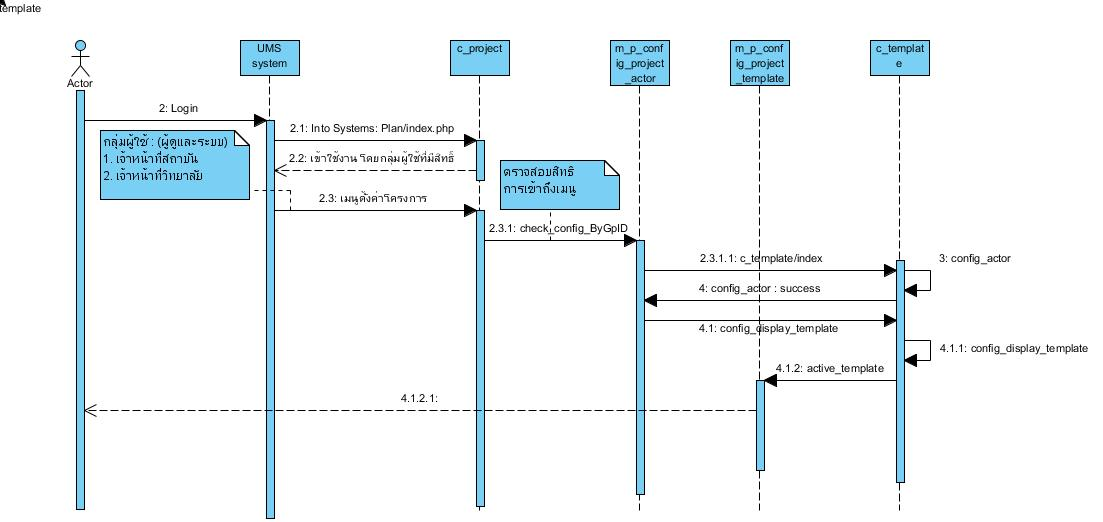 template
UMS
system
c_project
m_p_conf
ig_project
_actor
m_p_conf
ig_project
_template
c_templat
e
Actor
2: Login
กลุ่มผู้ใช้ : (ผู้ดูแลระบบ)
1. เจ้าหน้าที่สถาบัน
2. เจ้าหน้าที่วิทยาลัย
2.1: Into Systems: Plan/index.php
2.2: เข้าใช้งาน โดยกลุ่มผู้ใช้ที่มีสิทธิ์
ตรวจสอบสิทธิ
การเข้าถึงเมนู
2.3: เมนูตั้งค่าโครงการ
2.3.1: check_config_ByGpID
2.3.1.1: c_template/index
3: config_actor
4: config_actor : success
4.1: config_display_template
4.1.1: config_display_template
4.1.2: active_template
4.1.2.1: